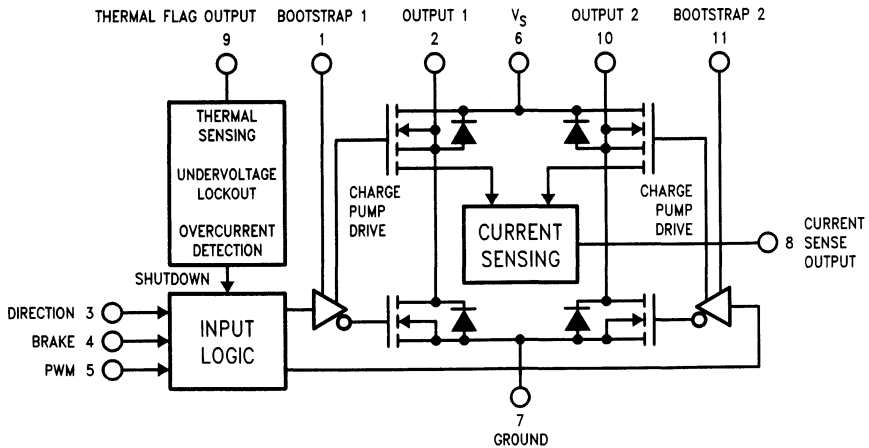 THERMAL FLAG OUTPUT
9
BOOTSTRAP 1
1
OUTPUT 1
2
VS
6
OUTPUT 2
10
BOOTSTRAP 2
11
THERMAL
SENSING
UNDERVOLTAGE
LOCKOUT
OVERCURRENT
DETECTION
SHUTDOWN
CHARGE
PUMP
DRIVE
CURRENT
SENSING
CHARGE
PUMP
DRIVE
8 CURRENT
SENSE
OUTPUT
DIRECTION 3
BRAKE 4
PWM 5
INPUT
LOGIC
7
GROUND